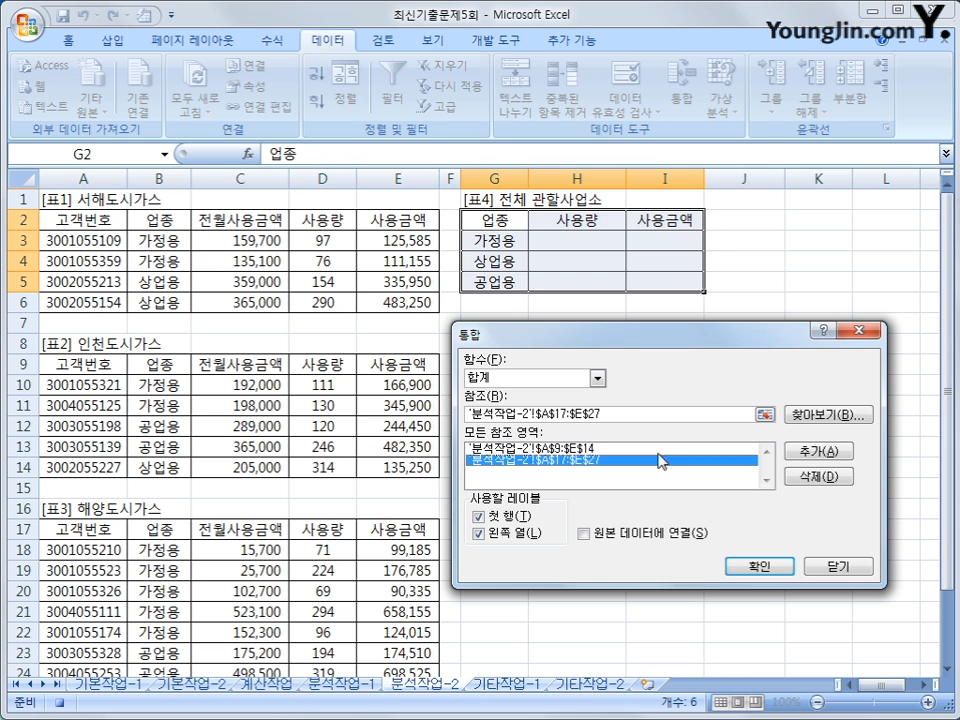 최신기출문제5회 - Microsoft Excel
YoungJin.com Y.
홈 삽입 페이지 레이아웃 수식 데이터 검토 보기 개발 도구 추가 기능
Access 웹 텍스트 기타 원본 기존 연결
모두 새로 고침 연결 속성 연결 편집
정렬 필터 지우기 다시 적용 고급
텍스트 나누기 중복된 항목 제거 데이터 유효성 검사 통합 가상 분석
그룹 그룹 해제 부분합
외부 데이터 가져오기 연결 정렬 및 필터 데이터 도구 윤곽선
G2 fx 업종
A B C D E F G H I J K L
1 [표1] 서해도시가스 [표4] 전체 관할사업소
2 고객번호 업종 전월사용금액 사용량 사용금액 업종 사용량 사용금액
3 3001055109 가정용 159,700 97 125,585 가정용
4 3001055359 가정용 135,100 76 111,155 상업용
5 3002055213 상업용 359,000 154 335,950 공업용
6 3002055154 상업용 365,000 290 483,250
7
8 [표2] 인천도시가스
9 고객번호 업종 전월사용금액 사용량 사용금액
10 3001055321 가정용 192,000 111 166,900
11 3004055125 가정용 198,000 130 345,900
12 3003055198 공업용 289,000 120 244,450
13 3003055139 공업용 365,000 246 482,350
14 3002055227 상업용 205,000 314 135,250
15
16 [표3] 해양도시가스
17 고객번호 업종 전월사용금액 사용량 사용금액
18 3001055210 가정용 15,700 71 99,185
19 3001055523 가정용 25,700 224 176,785
20 3001055326 가정용 102,700 69 90,335
21 3004055111 가정용 523,100 294 658,155
22 3001055174 가정용 152,300 96 124,015
23 3003055328 공업용 175,200 194 174,510
24 3004055253 공업용 498,500 319 698,525
통합
함수(F):
합계
참조(R):
'분석작업-2'!$A$17:$E$27 찾아보기(B)...
모든 참조 영역:
'분석작업-2'!$A$9:$E$14 추가(A)
'분석작업-2'!$A$17:$E$27
삭제(D)
사용할 레이블
첫 행(T)
왼쪽 열(L) 원본 데이터에 연결(S)
확인 닫기
기본작업-1 기본작업-2 계산작업 분석작업-1 분석작업-2 기타작업-1 기타작업-2
준비 개수: 6 100%